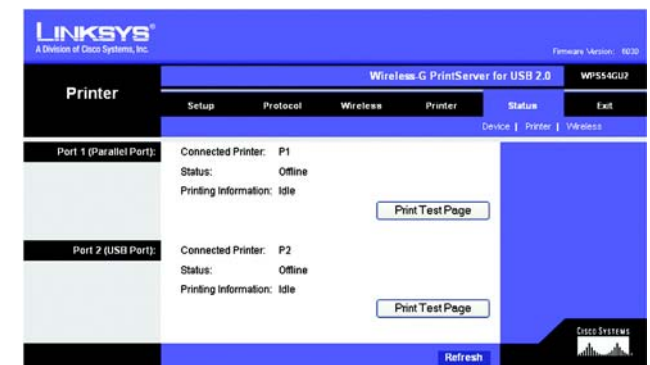 LINKSYS®
A Division of Cisco Systems, Inc.
Firmware Version: 6030
Wireless-G PrintServer for USB 2.0
WPS54GU2
Printer
Setup Protocol Wireless Printer Status Exit
Device | Printer | Wireless
Port 1 (Parallel Port):
Connected Printer: P1
Status: Offline
Printing Information: Idle
Print Test Page
Port 2 (USB Port):
Connected Printer: P2
Status: Offline
Printing Information: Idle
Print Test Page
CISCO SYSTEMS
Refresh